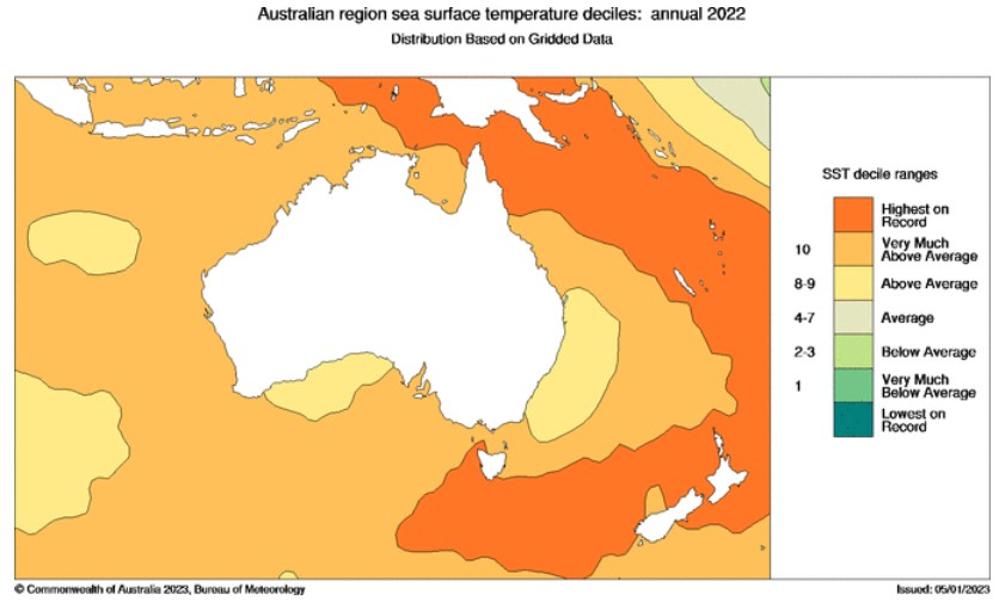 Australian region sea surface temperature deciles: annual 2022
Distribution Based on Gridded Data
SST decile ranges
Highest on
Record
10
Very Much
Above Average
8-9
Above Average
4-7
Average
2-3
Below Average
1
Very Much
Below Average
Lowest on
Record
© Commonwealth of Australia 2023, Bureau of Meteorology
Issued: 05/01/2023